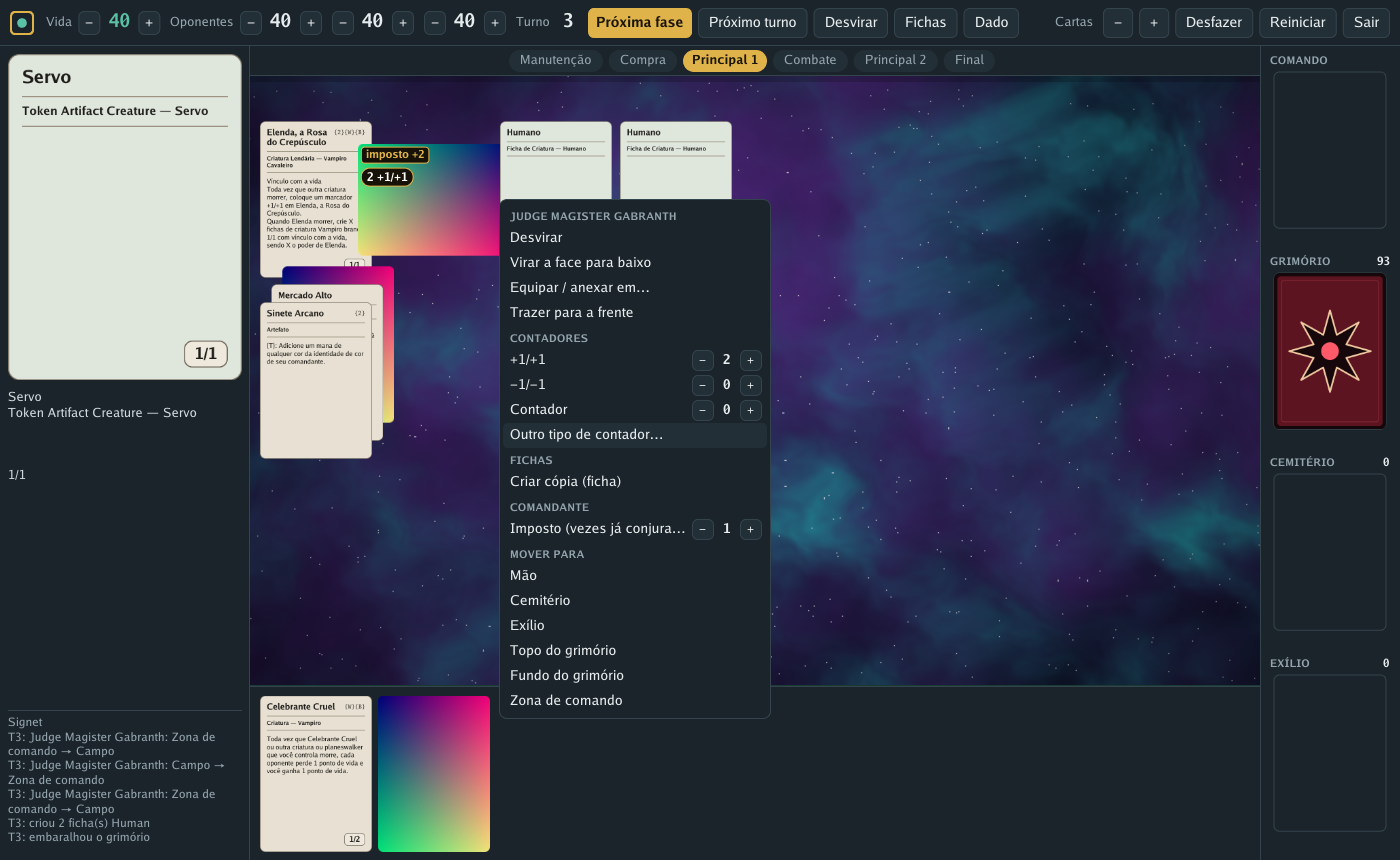 Vida − 40 + Oponentes − 40 + − 40 + − 40 + Turno 3 Próxima fase Próximo turno Desvirar Fichas Dado Cartas − + Desfazer Reiniciar Sair
Manutenção Compra Principal 1 Combate Principal 2 Final
Servo
Token Artifact Creature — Servo
1/1
Servo
Token Artifact Creature — Servo
1/1
Signet
T3: Judge Magister Gabranth: Zona de
comando → Campo
T3: Judge Magister Gabranth: Campo →
Zona de comando
T3: Judge Magister Gabranth: Zona de
comando → Campo
T3: criou 2 ficha(s) Human
T3: embaralhou o grimório
Elenda, a Rosa {2}{W}{B}
do Crepúsculo
Criatura Lendária — Vampiro
Cavaleiro
Vínculo com a vida
Toda vez que outra criatura
morrer, coloque um marcador
+1/+1 em Elenda, a Rosa do
Crepúsculo.
Quando Elenda morrer, crie X
fichas de criatura Vampiro bran
1/1 com vínculo com a vida,
sendo X o poder de Elenda.
1/1
imposto +2
2 +1/+1
Humano
Ficha de Criatura — Humano
Humano
Ficha de Criatura — Humano
Mercado Alto
Sinete Arcano {2}
Artefato
{T}: Adicione um mana de
qualquer cor da identidade de cor
de seu comandante.
JUDGE MAGISTER GABRANTH
Desvirar
Virar a face para baixo
Equipar / anexar em…
Trazer para a frente
CONTADORES
+1/+1 − 2 +
−1/−1 − 0 +
Contador − 0 +
Outro tipo de contador…
FICHAS
Criar cópia (ficha)
COMANDANTE
Imposto (vezes já conjura… − 1 +
MOVER PARA
Mão
Cemitério
Exílio
Topo do grimório
Fundo do grimório
Zona de comando
Celebrante Cruel {W}{B}
Criatura — Vampiro
Toda vez que Celebrante Cruel
ou outra criatura ou planeswalker
que você controla morre, cada
oponente perde 1 ponto de vida e
você ganha 1 ponto de vida.
1/2
COMANDO
GRIMÓRIO 93
CEMITÉRIO 0
EXÍLIO 0